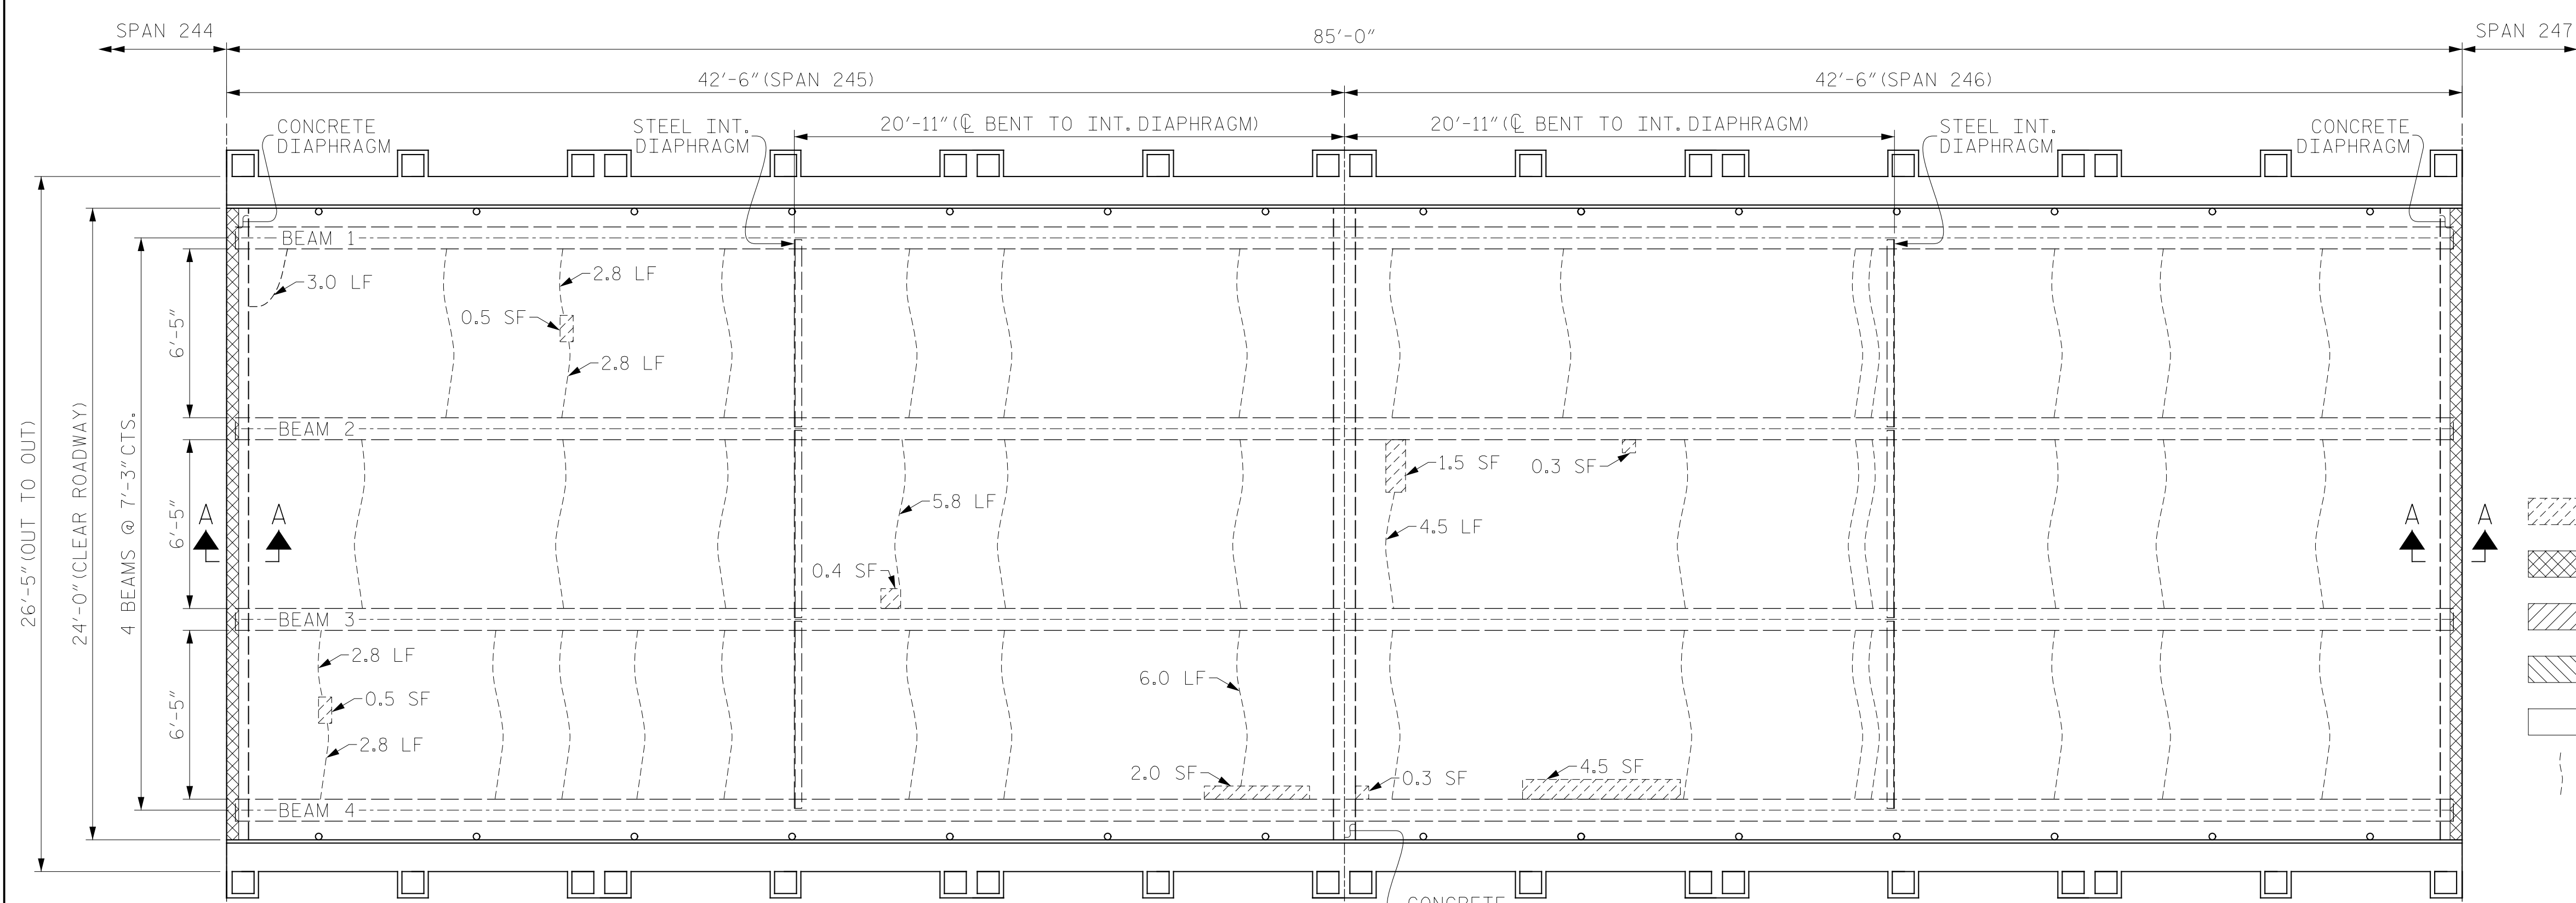 SPAN 244
85'-0"
SPAN 247
42'-6" (SPAN 245)
42'-6" (SPAN 246)
CONCRETE
DIAPHRAGM
STEEL INT.
DIAPHRAGM
20'-11" (℄ BENT TO INT. DIAPHRAGM)
20'-11" (℄ BENT TO INT. DIAPHRAGM)
STEEL INT.
DIAPHRAGM
CONCRETE
DIAPHRAGM
BEAM 1
3.0 LF
2.8 LF
0.5 SF
2.8 LF
6'-5"
BEAM 2
26'-5" (OUT TO OUT)
24'-0" (CLEAR ROADWAY)
4 BEAMS @ 7'-3" CTS.
6'-5"
A
A
5.8 LF
0.4 SF
1.5 SF
0.3 SF
4.5 LF
A
A
BEAM 3
2.8 LF
0.5 SF
2.8 LF
6'-5"
6.0 LF
2.0 SF
0.3 SF
4.5 SF
BEAM 4
CONCRETE